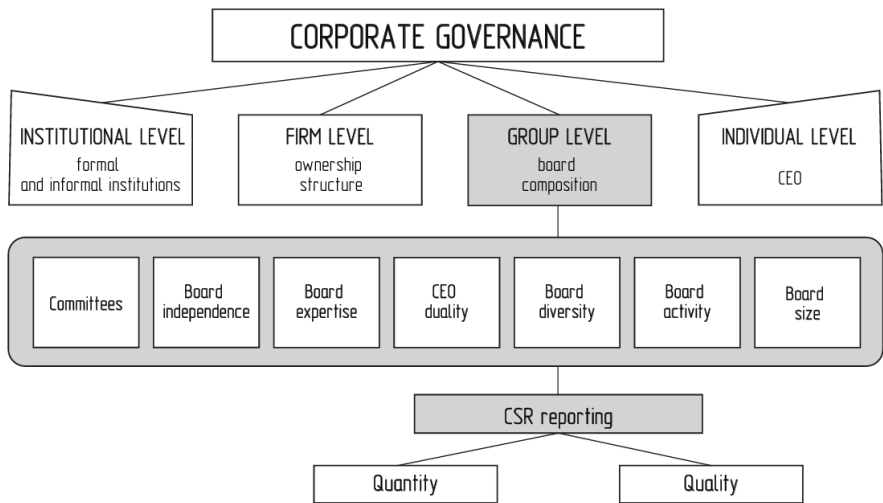 CORPORATE GOVERNANCE
INSTITUTIONAL LEVEL
formal
and informal institutions
FIRM LEVEL
ownership
structure
GROUP LEVEL
board
composition
INDIVIDUAL LEVEL
CEO
Committees
Board
independence
Board
expertise
CEO
duality
Board
diversity
Board
activity
Board
size
CSR reporting
Quantity
Quality